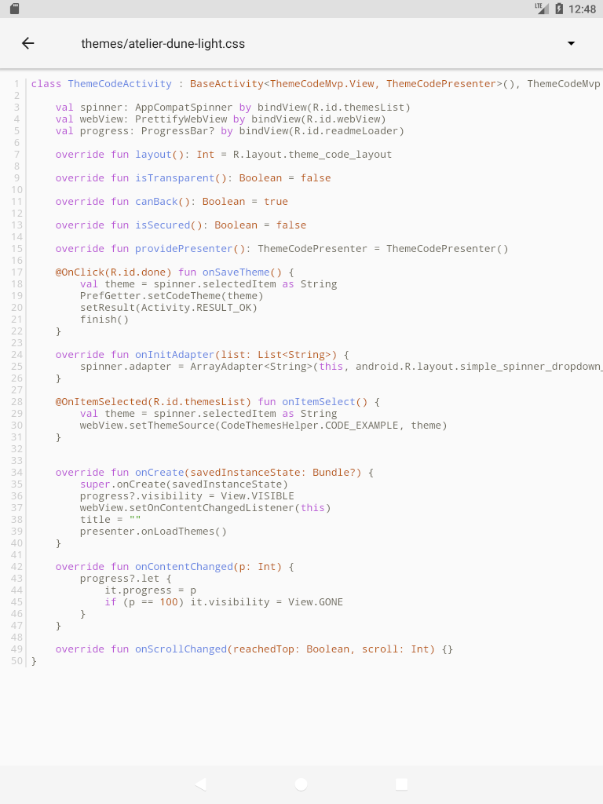 LTE 12:48
themes/atelier-dune-light.css
1 class ThemeCodeActivity : BaseActivity<ThemeCodeMvp.View, ThemeCodePresenter>(), ThemeCodeMvp
2
3     val spinner: AppCompatSpinner by bindView(R.id.themesList)
4     val webView: PrettifyWebView by bindView(R.id.webView)
5     val progress: ProgressBar? by bindView(R.id.readmeLoader)
6
7     override fun layout(): Int = R.layout.theme_code_layout
8
9     override fun isTransparent(): Boolean = false
10
11     override fun canBack(): Boolean = true
12
13     override fun isSecured(): Boolean = false
14
15     override fun providePresenter(): ThemeCodePresenter = ThemeCodePresenter()
16
17     @OnClick(R.id.done) fun onSaveTheme() {
18         val theme = spinner.selectedItem as String
19         PrefGetter.setCodeTheme(theme)
20         setResult(Activity.RESULT_OK)
21         finish()
22     }
23
24     override fun onInitAdapter(list: List<String>) {
25         spinner.adapter = ArrayAdapter<String>(this, android.R.layout.simple_spinner_dropdown_
26     }
27
28     @OnItemSelected(R.id.themesList) fun onItemSelect() {
29         val theme = spinner.selectedItem as String
30         webView.setThemeSource(CodeThemesHelper.CODE_EXAMPLE, theme)
31     }
32
33
34     override fun onCreate(savedInstanceState: Bundle?) {
35         super.onCreate(savedInstanceState)
36         progress?.visibility = View.VISIBLE
37         webView.setOnContentChangedListener(this)
38         title = ""
39         presenter.onLoadThemes()
40     }
41
42     override fun onContentChanged(p: Int) {
43         progress?.let {
44             it.progress = p
45             if (p == 100) it.visibility = View.GONE
46         }
47     }
48
49     override fun onScrollChanged(reachedTop: Boolean, scroll: Int) {}
50 }